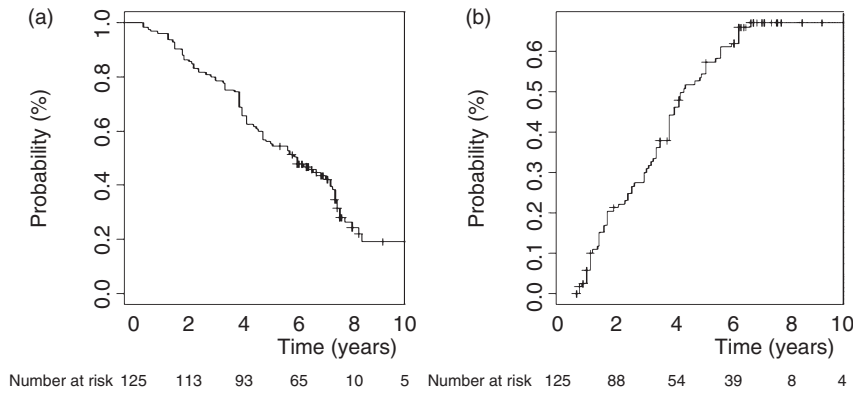 (a)
Probability (%)
1.0
0.8
0.6
0.4
0.2
0.0
0 2 4 6 8 10
Time (years)
Number at risk 125 113 93 65 10 5
(b)
Probability (%)
0.6
0.5
0.4
0.3
0.2
0.1
0.0
0 2 4 6 8 10
Time (years)
Number at risk 125 88 54 39 8 4